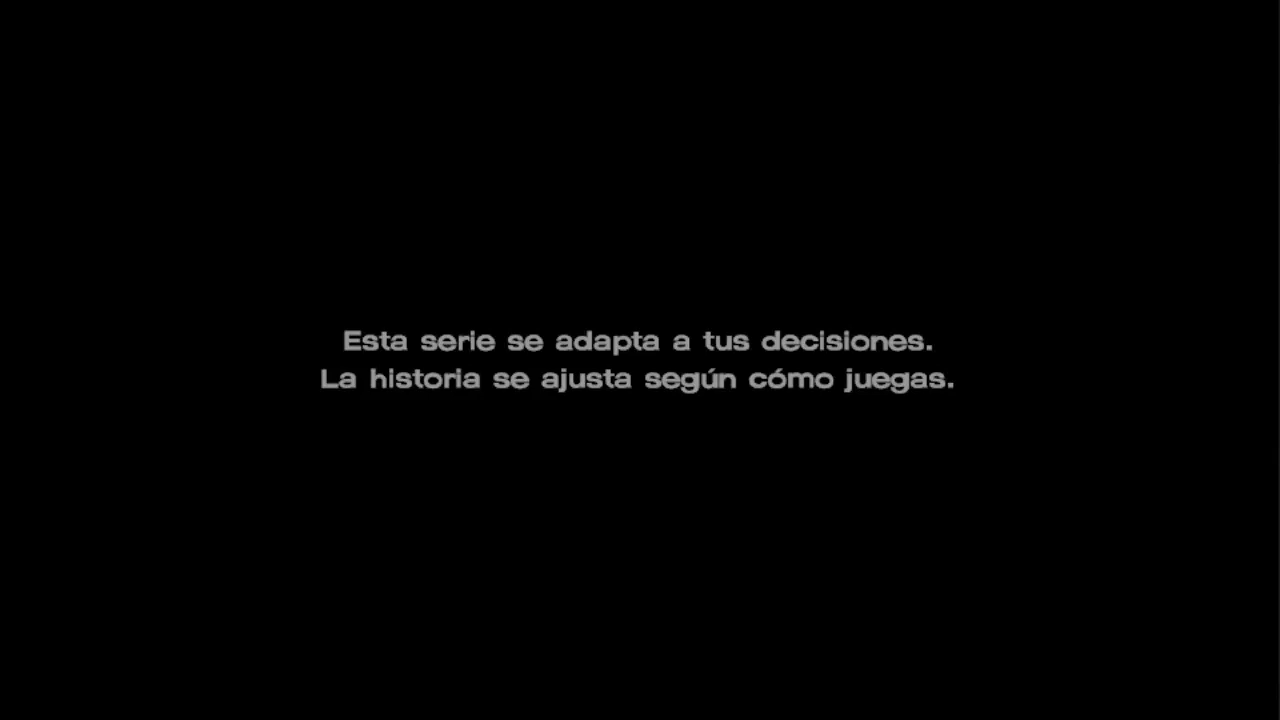 Esta serie se adapta a tus decisiones.
La historia se ajusta según cómo juegas.